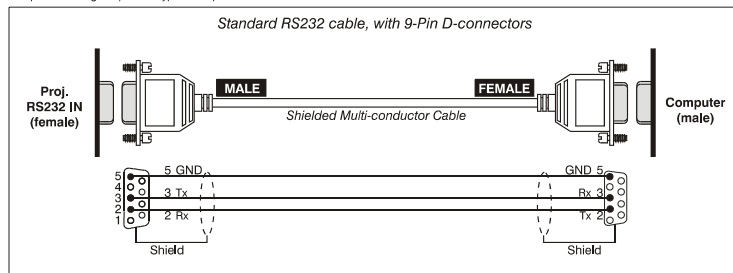 Standard RS232 cable, with 9-Pin D-connectors
Proj.
RS232 IN
(female)
MALE
FEMALE
Shielded Multi-conductor Cable
Computer
(male)
5
4
3
2
1
5 GND
3 Tx
2 Rx
Shield
GND 5
Rx 3
Tx 2
Shield